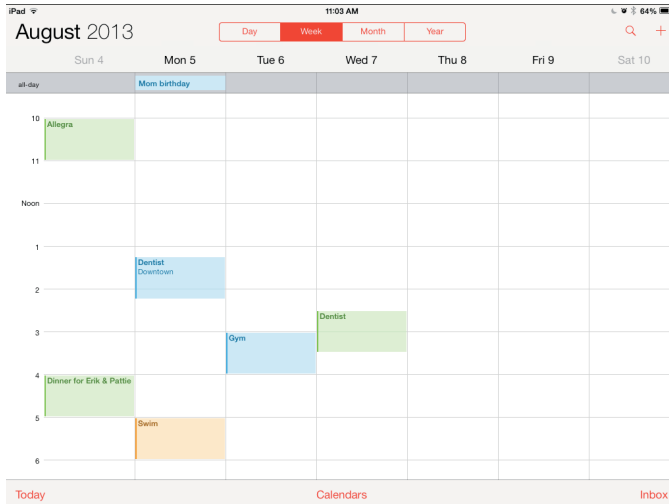 iPad 11:03 AM 64%
August 2013 Day Week Month Year
Sun 4 Mon 5 Tue 6 Wed 7 Thu 8 Fri 9 Sat 10
all-day Mom birthday
10
Allegra
11
Noon
1
Dentist
Downtown
2
Dentist
3
Gym
4
Dinner for Erik & Pattie
5
Swim
6
Today Calendars Inbox